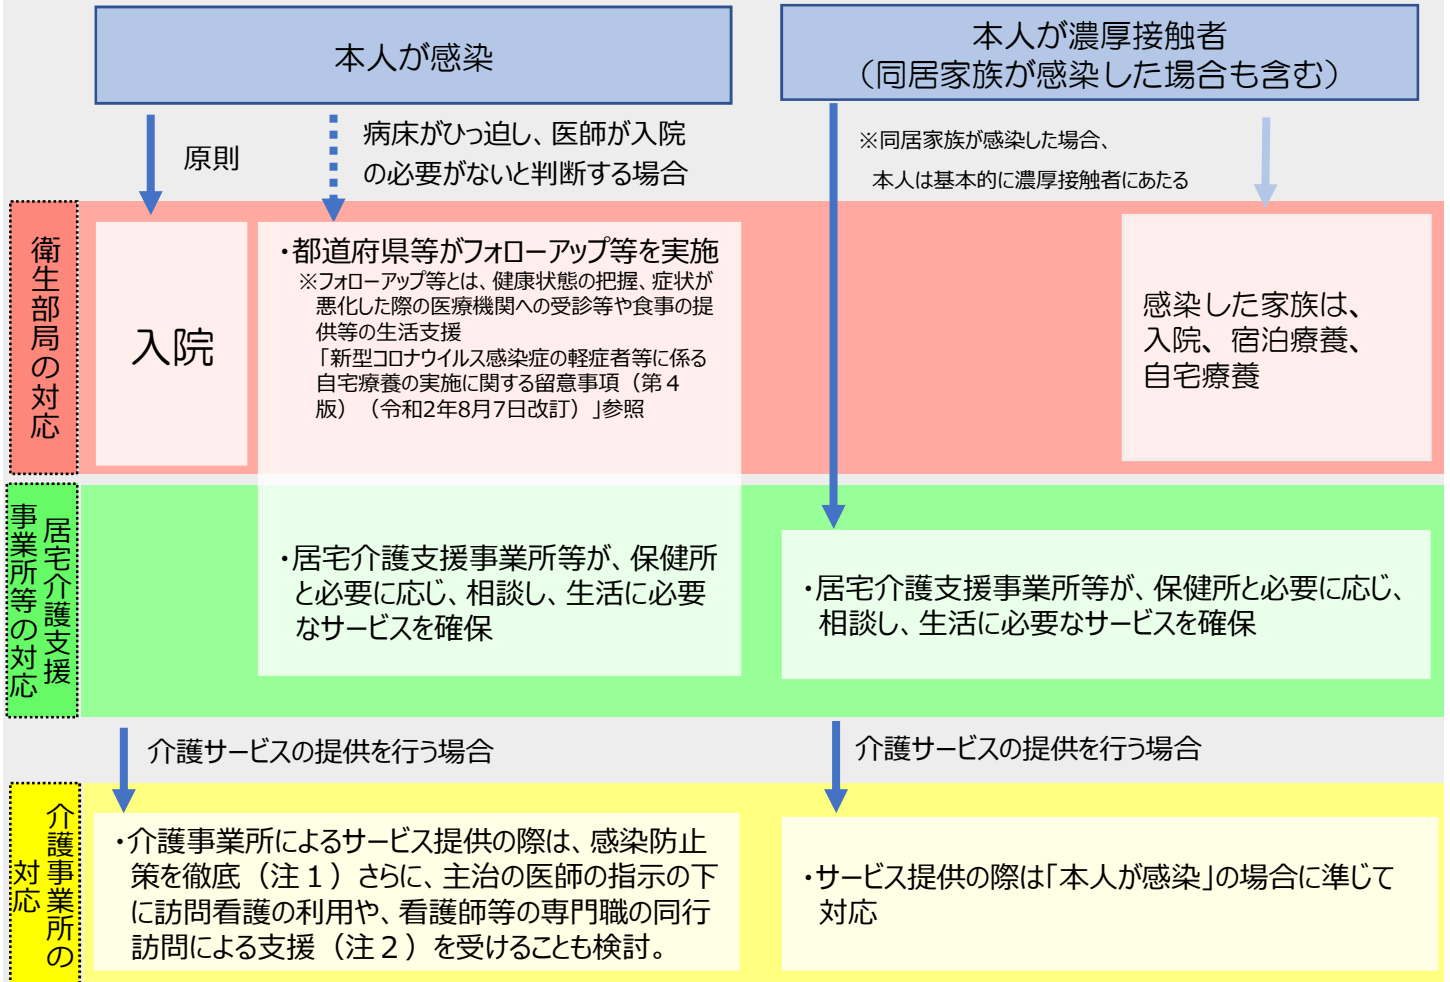 本人が感染
本人が濃厚接触者
（同居家族が感染した場合も含む）
原則
病床がひっ迫し、医師が入院
の必要がないと判断する場合
※同居家族が感染した場合、
本人は基本的に濃厚接触者にあたる
衛生部局の対応
入院
・都道府県等がフォローアップ等を実施
※フォローアップ等とは、健康状態の把握、症状が
悪化した際の医療機関への受診等や食事の提
供等の生活支援
「新型コロナウイルス感染症の軽症者等に係る
自宅療養の実施に関する留意事項（第４
版）（令和2年8月7日改訂）」参照
感染した家族は、
入院、宿泊療養、
自宅療養
居宅介護支援
事業所等の対応
・居宅介護支援事業所等が、保健所
と必要に応じ、相談し、生活に必要
なサービスを確保
・居宅介護支援事業所等が、保健所と必要に応じ、
相談し、生活に必要なサービスを確保
介護サービスの提供を行う場合
介護サービスの提供を行う場合
介護事業所の
対応
・介護事業所によるサービス提供の際は、感染防止
策を徹底（注１）さらに、主治の医師の指示の下
に訪問看護の利用や、看護師等の専門職の同行
訪問による支援（注２）を受けることも検討。
・サービス提供の際は「本人が感染」の場合に準じて
対応